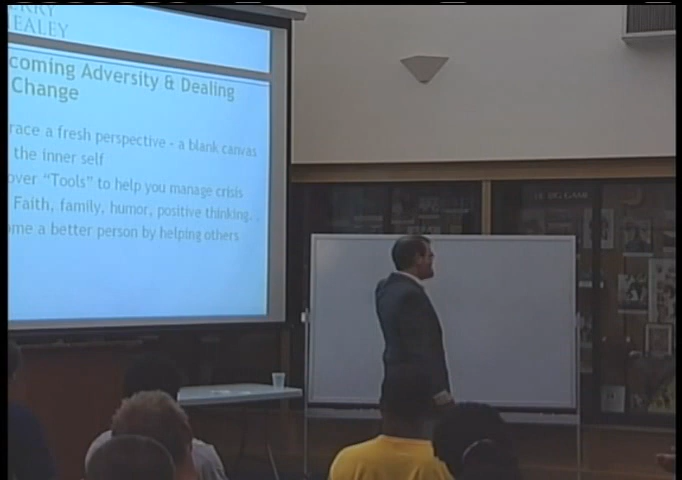 ERRY
EALEY
coming Adversity & Dealing
Change
race a fresh perspective - a blank canvas
the inner self
over "Tools" to help you manage crisis
Faith, family, humor, positive thinking...
ome a better person by helping others